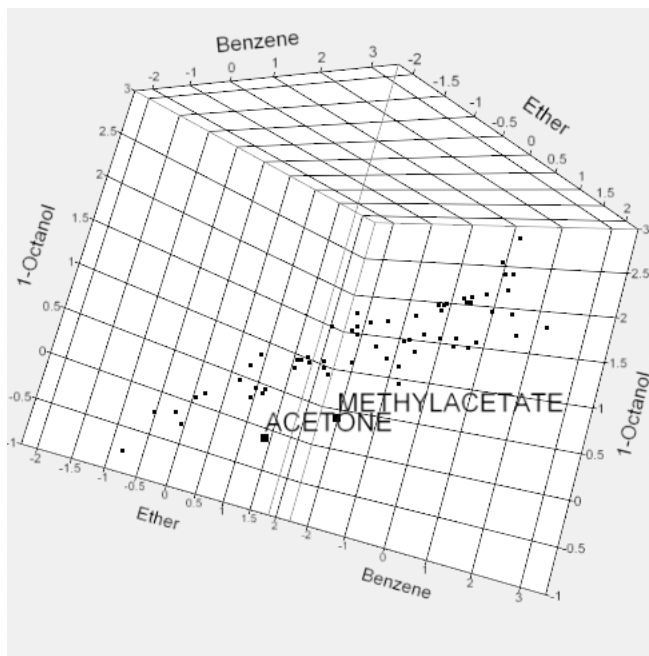 Benzene
-2 -1 0 1 2 3
-2 -1.5 -1 -0.5 0 0.5 1 1.5 2
Ether
3 2.5 2 1.5 1 0.5 0 -0.5 -1
1-Octanol
3 2.5 2 1.5 1 0.5 0 -0.5 -1
1-Octanol
METHYLACETATE
ACETONE
-2 -1.5 -1 -0.5 0 0.5 1 1.5 2
Ether
-2 -1 0 1 2 3
Benzene